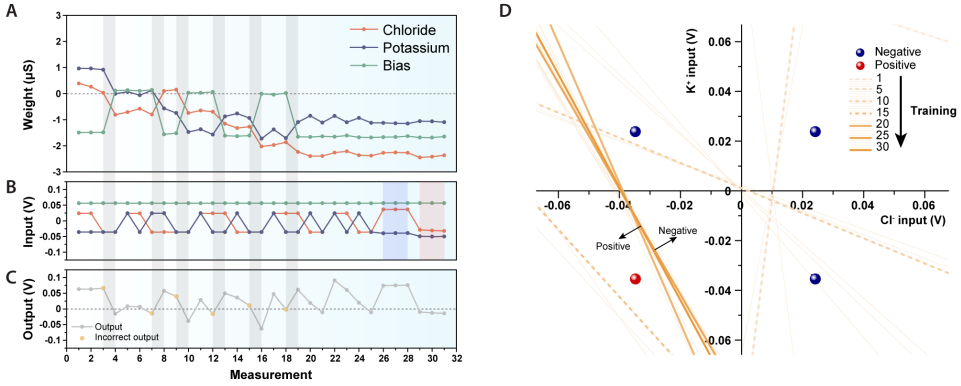 A
3
2
1
0
-1
-2
-3
Weight (µS)
Chloride
Potassium
Bias
B
0.1
0.05
0
-0.05
-0.1
Input (V)
C
0.1
0.05
0
-0.05
-0.1
Output (V)
Output
Incorrect output
0 2 4 6 8 10 12 14 16 18 20 22 24 26 28 30 32
Measurement
D
K⁺ input (V)
0.06
0.04
0.02
0
-0.02
-0.04
-0.06
-0.06 -0.04 -0.02 0 0.02 0.04 0.06
Cl⁻ input (V)
Negative
Positive
1
5
10
15
20
25
30
Training
Positive
Negative